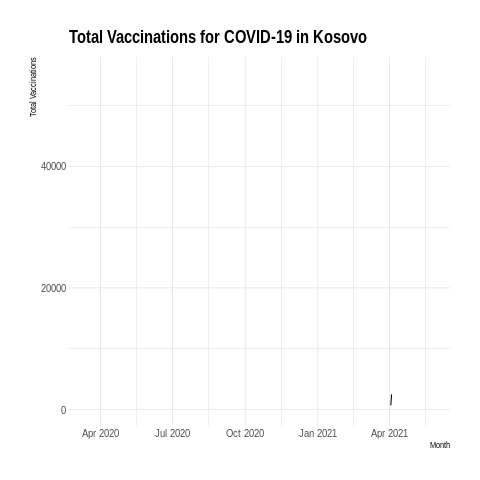 Total Vaccinations for COVID-19 in Kosovo
Total Vaccinations
40000
20000
0
Apr 2020 Jul 2020 Oct 2020 Jan 2021 Apr 2021
Month